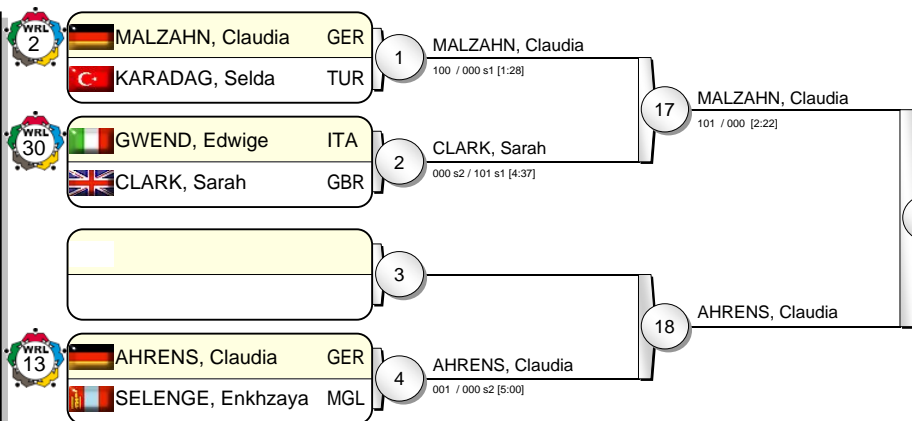 WRL
2
MALZAHN, Claudia GER
KARADAG, Selda TUR
1
MALZAHN, Claudia
100 / 000 s1 [1:28]
WRL
30
GWEND, Edwige ITA
CLARK, Sarah GBR
2
CLARK, Sarah
000 s2 / 101 s1 [4:37]
17
MALZAHN, Claudia
101 / 000 [2:22]
3
WRL
13
AHRENS, Claudia GER
SELENGE, Enkhzaya MGL
4
AHRENS, Claudia
001 / 000 s2 [5:00]
18
AHRENS, Claudia